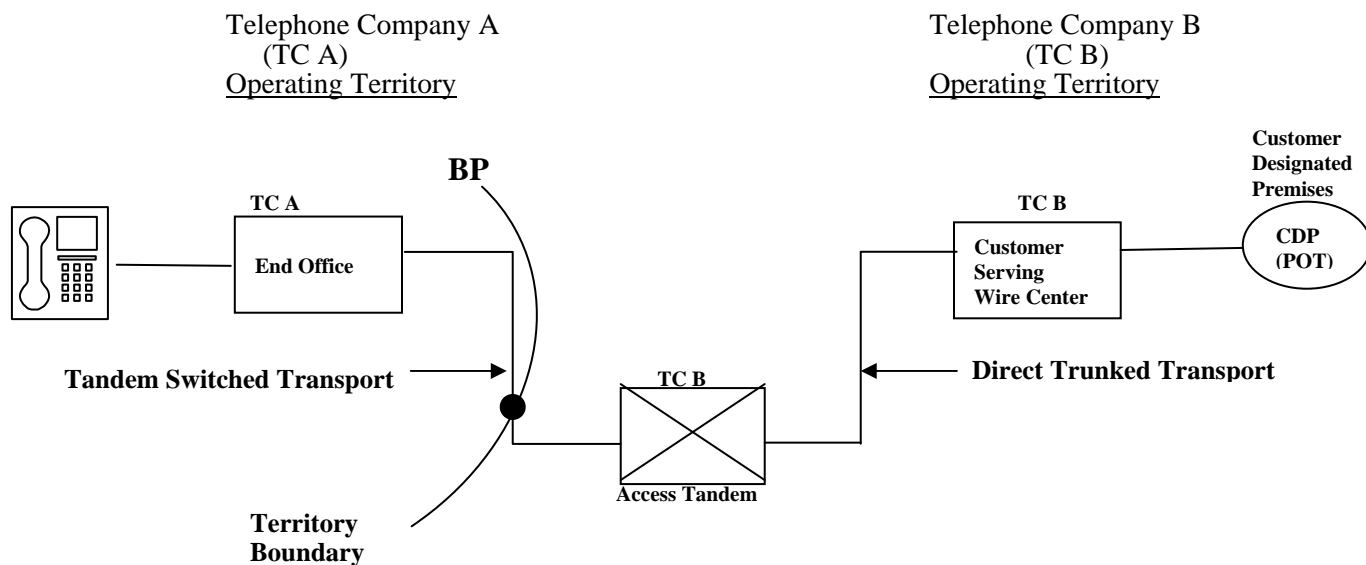 Telephone Company A
(TC A)
Operating Territory
Telephone Company B
(TC B)
Operating Territory
BP
Customer
Designated
Premises
TC A
End Office
TC B
Customer
Serving
Wire Center
CDP
(POT)
Tandem Switched Transport
TC B
Direct Trunked Transport
Access Tandem
Territory
Boundary